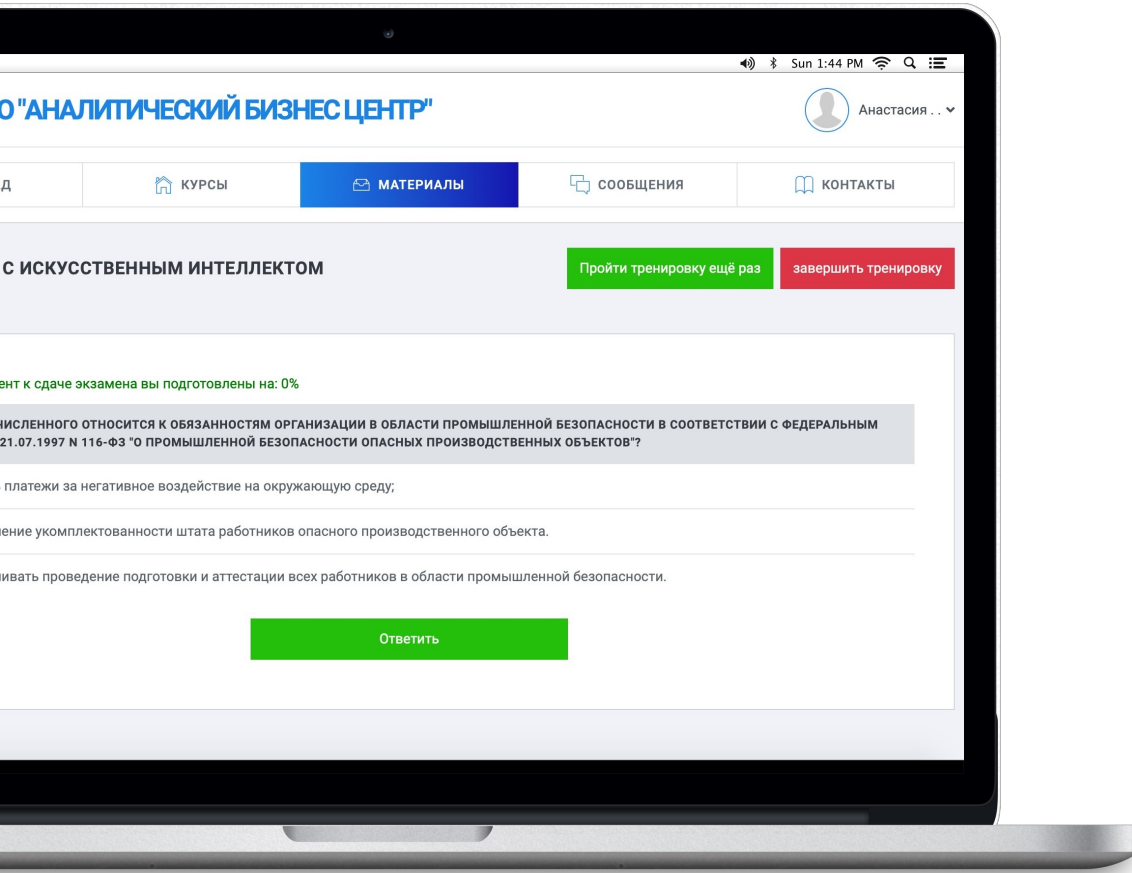 Sun 1:44 PM
О "АНАЛИТИЧЕСКИЙ БИЗНЕС ЦЕНТР"
Анастасия . .
Д
КУРСЫ
МАТЕРИАЛЫ
СООБЩЕНИЯ
КОНТАКТЫ
С ИСКУССТВЕННЫМ ИНТЕЛЛЕКТОМ
Пройти тренировку ещё раз
завершить тренировку
ент к сдаче экзамена вы подготовлены на: 0%
ЧИСЛЕННОГО ОТНОСИТСЯ К ОБЯЗАННОСТЯМ ОРГАНИЗАЦИИ В ОБЛАСТИ ПРОМЫШЛЕННОЙ БЕЗОПАСНОСТИ В СООТВЕТСТВИИ С ФЕДЕРАЛЬНЫМ
21.07.1997 N 116-ФЗ "О ПРОМЫШЛЕННОЙ БЕЗОПАСНОСТИ ОПАСНЫХ ПРОИЗВОДСТВЕННЫХ ОБЪЕКТОВ"?
платежи за негативное воздействие на окружающую среду;
ение укомплектованности штата работников опасного производственного объекта.
ивать проведение подготовки и аттестации всех работников в области промышленной безопасности.
Ответить